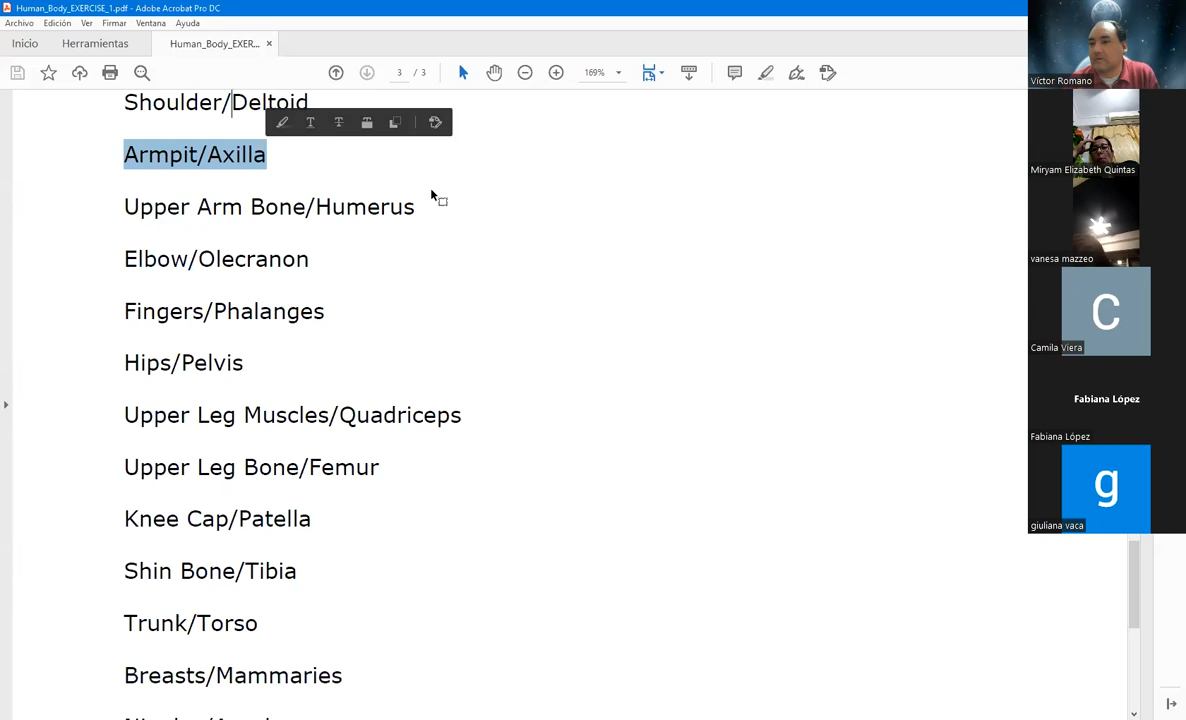 Human_Body_EXERCISE_1.pdf - Adobe Acrobat Pro DC
Archivo Edición Ver Firmar Ventana Ayuda
Inicio Herramientas Human_Body_EXER... ×
3 / 3 169%
Shoulder/Deltoid
Armpit/Axilla
Upper Arm Bone/Humerus
Elbow/Olecranon
Fingers/Phalanges
Hips/Pelvis
Upper Leg Muscles/Quadriceps
Upper Leg Bone/Femur
Knee Cap/Patella
Shin Bone/Tibia
Trunk/Torso
Breasts/Mammaries
Víctor Romano
Miryam Elizabeth Quintas
vanesa mazzeo
C
Camila Viera
Fabiana López
Fabiana López
g
giuliana vaca